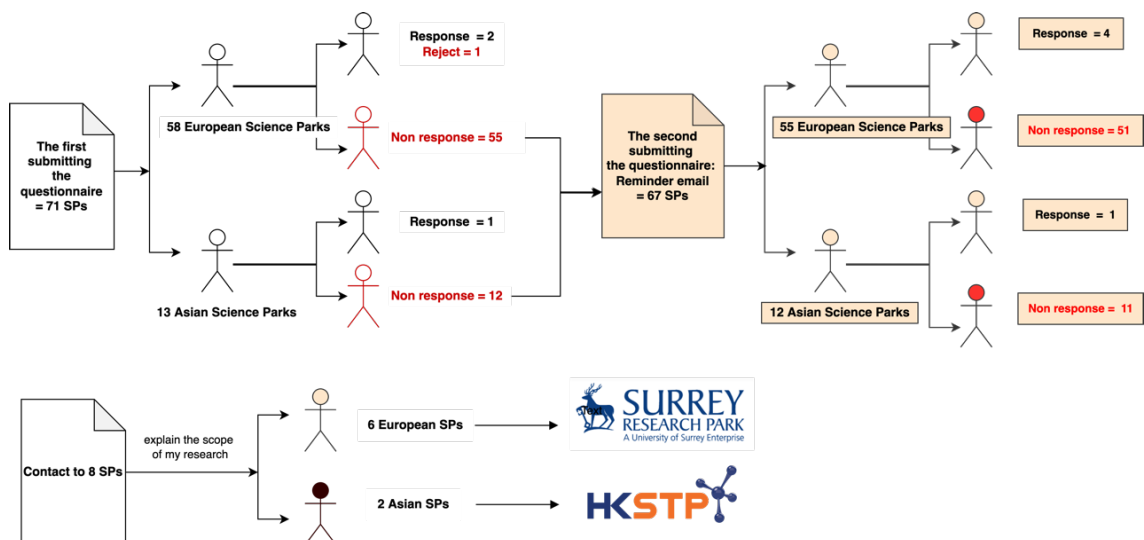 The first
submitting
the
questionnaire
= 71 SPs
58 European Science Parks
Response = 2
Reject = 1
Non response = 55
13 Asian Science Parks
Response = 1
Non response = 12
The second
submitting
the questionnaire:
Reminder email
= 67 SPs
55 European Science Parks
Response = 4
Non response = 51
12 Asian Science Parks
Response = 1
Non response = 11
Contact to 8 SPs
explain the scope
of my research
6 European SPs
Text
SURREY
RESEARCH PARK
A University of Surrey Enterprise
2 Asian SPs
HKSTP